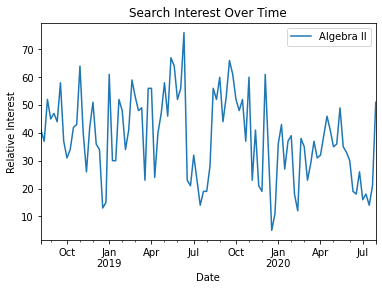 Search Interest Over Time
Algebra II
Relative Interest
70
60
50
40
30
20
10
Oct Jan Apr Jul Oct Jan Apr Jul
2019 2020
Date